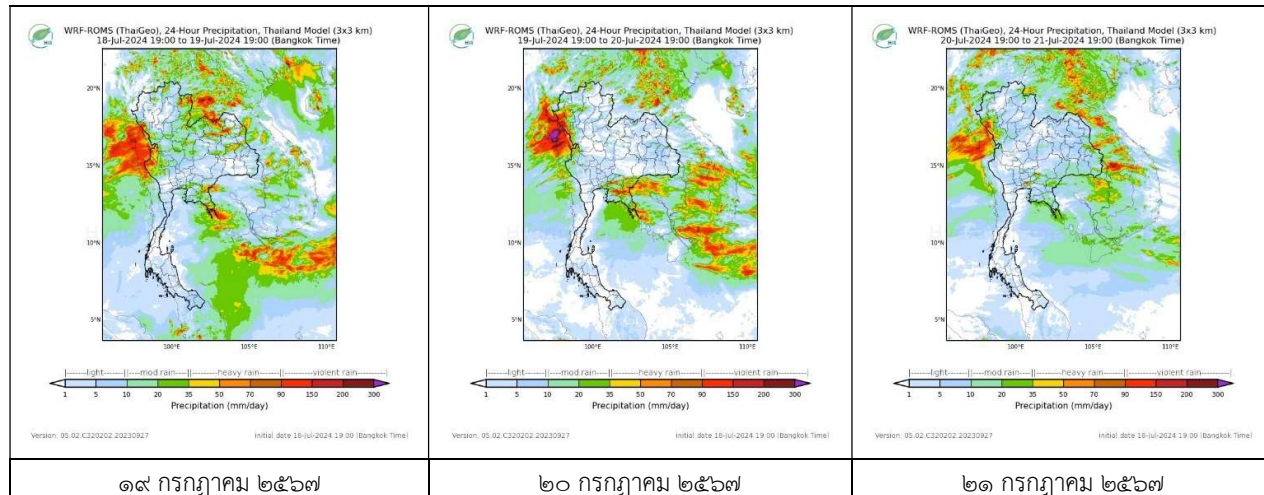 WRF-ROMS (ThaiGeo), 24-Hour Precipitation, Thailand Model (3x3 km)
18-Jul-2024 19:00 to 19-Jul-2024 19:00 (Bangkok Time)
20°N
15°N
10°N
5°N
100°E
105°E
110°E
|--------light--------||----mod rain-----||-------heavy rain-------||-------violent rain-------|
1 5 10 20 35 50 70 90 150 200 300
Precipitation (mm/day)
Version: 05.02.C320202.20230927
initial date 18-Jul-2024 19:00 (Bangkok Time)
๑๙ กรกฎาคม ๒๕๖๗
WRF-ROMS (ThaiGeo), 24-Hour Precipitation, Thailand Model (3x3 km)
19-Jul-2024 19:00 to 20-Jul-2024 19:00 (Bangkok Time)
20°N
15°N
10°N
5°N
100°E
105°E
110°E
|--------light--------||----mod rain-----||-------heavy rain-------||-------violent rain-------|
1 5 10 20 35 50 70 90 150 200 300
Precipitation (mm/day)
Version: 05.02.C320202.20230927
initial date 18-Jul-2024 19:00 (Bangkok Time)
๒๐ กรกฎาคม ๒๕๖๗
WRF-ROMS (ThaiGeo), 24-Hour Precipitation, Thailand Model (3x3 km)
20-Jul-2024 19:00 to 21-Jul-2024 19:00 (Bangkok Time)
20°N
15°N
10°N
5°N
100°E
105°E
110°E
|--------light--------||----mod rain-----||-------heavy rain-------||-------violent rain-------|
1 5 10 20 35 50 70 90 150 200 300
Precipitation (mm/day)
Version: 05.02.C320202.20230927
initial date 18-Jul-2024 19:00 (Bangkok Time)
๒๑ กรกฎาคม ๒๕๖๗